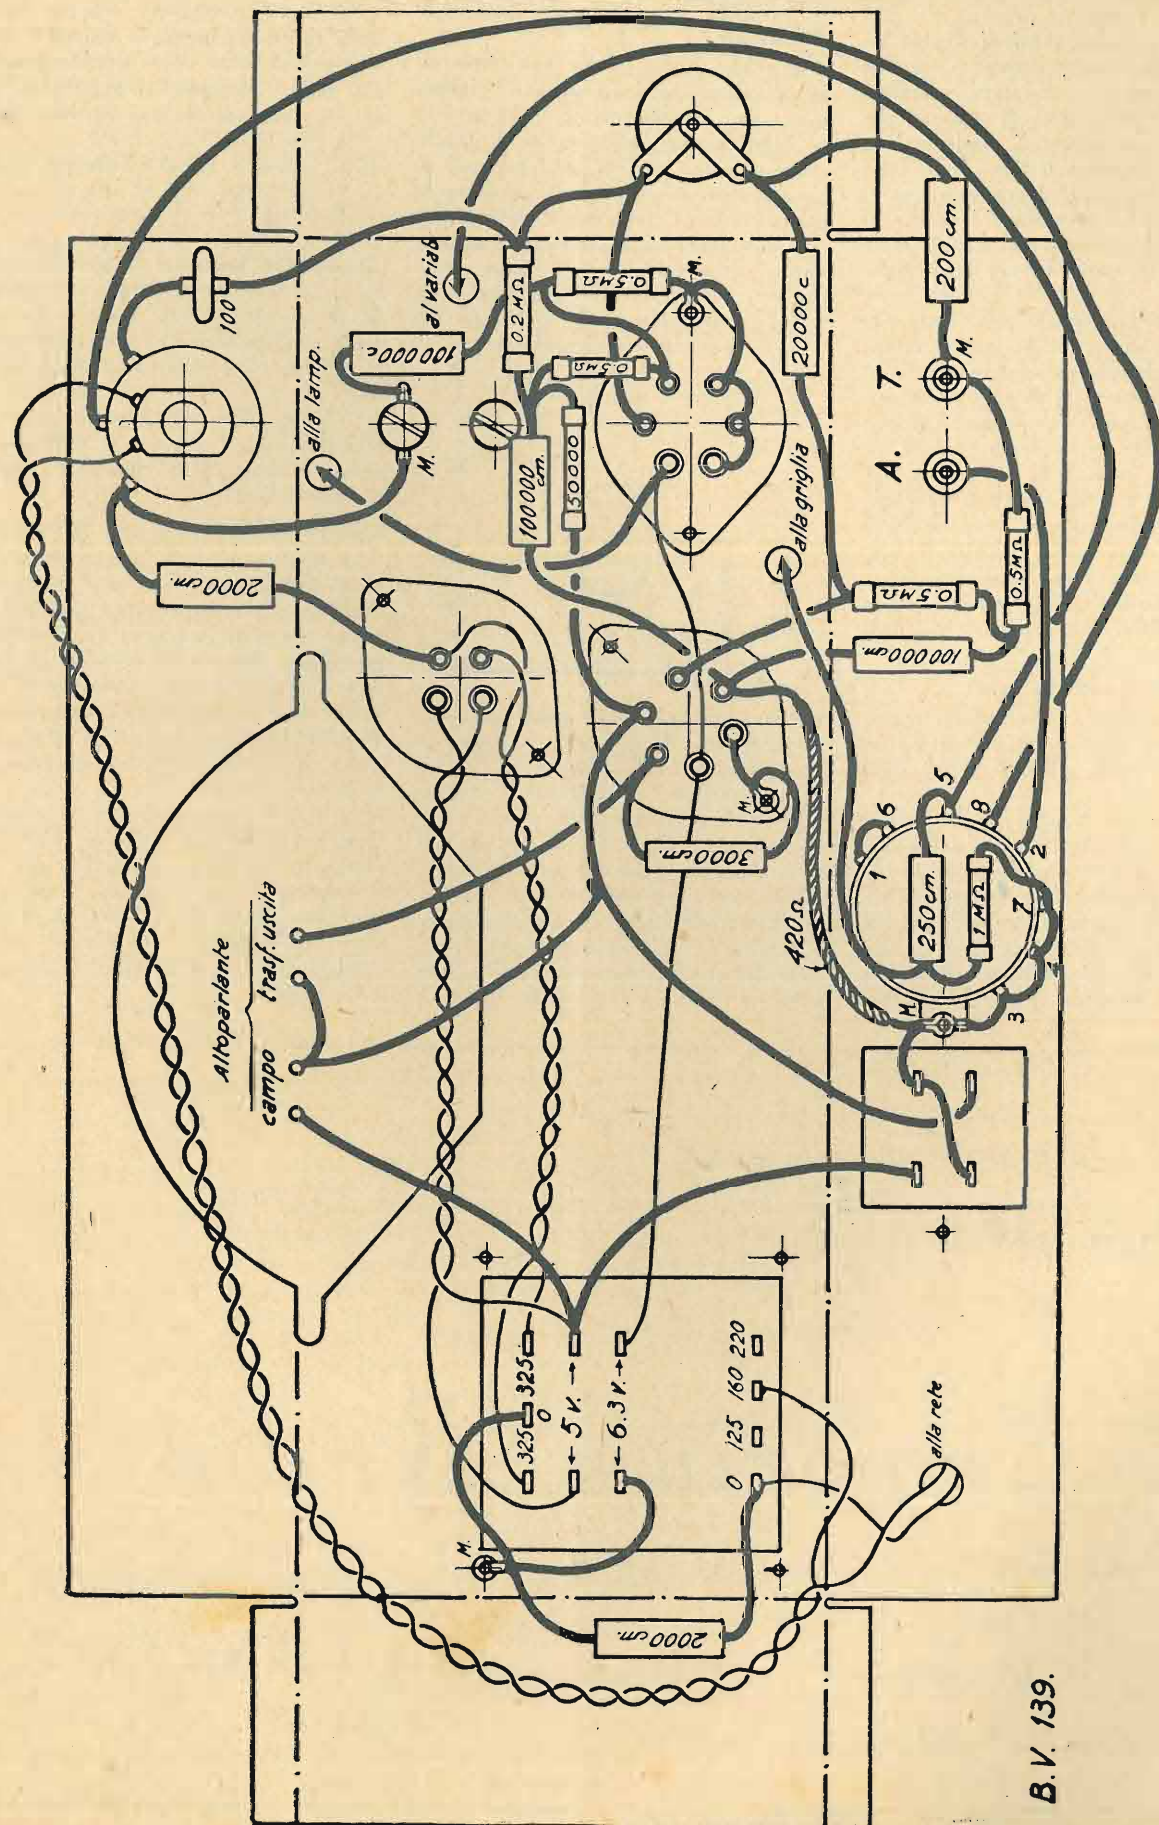 100
al variab.
alla lamp.
100000 c.
0.2 MΩ
0.5 MΩ
M.
0.5 MΩ
M.
100000 cm.
50000
20000 c
200 cm.
A. T.
M.
2000 cm.
alla griglia
0.5 MΩ
0.5 MΩ
100000 cm.
M.
3000 cm.
420 Ω
Altoparlante
campo trasf. uscita
1
6
5
8
2
7
4
3
M.
250 cm.
1 MΩ
325 0 325
← 5 v. →
← 6.3 v. →
0 125 160 220
M.
2000 cm.
alla rete
B.V. 139.